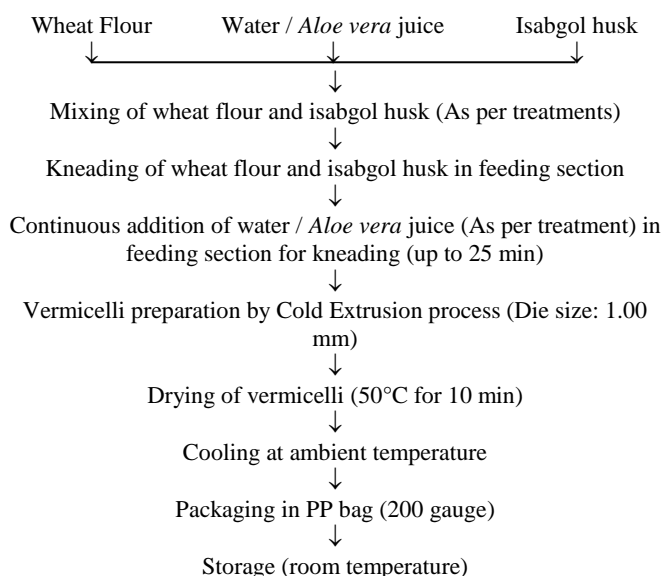 Wheat Flour Water / Aloe vera juice Isabgol husk
Mixing of wheat flour and isabgol husk (As per treatments)
Kneading of wheat flour and isabgol husk in feeding section
Continuous addition of water / Aloe vera juice (As per treatment) in
feeding section for kneading (up to 25 min)
Vermicelli preparation by Cold Extrusion process (Die size: 1.00
mm)
Drying of vermicelli (50°C for 10 min)
Cooling at ambient temperature
Packaging in PP bag (200 gauge)
Storage (room temperature)